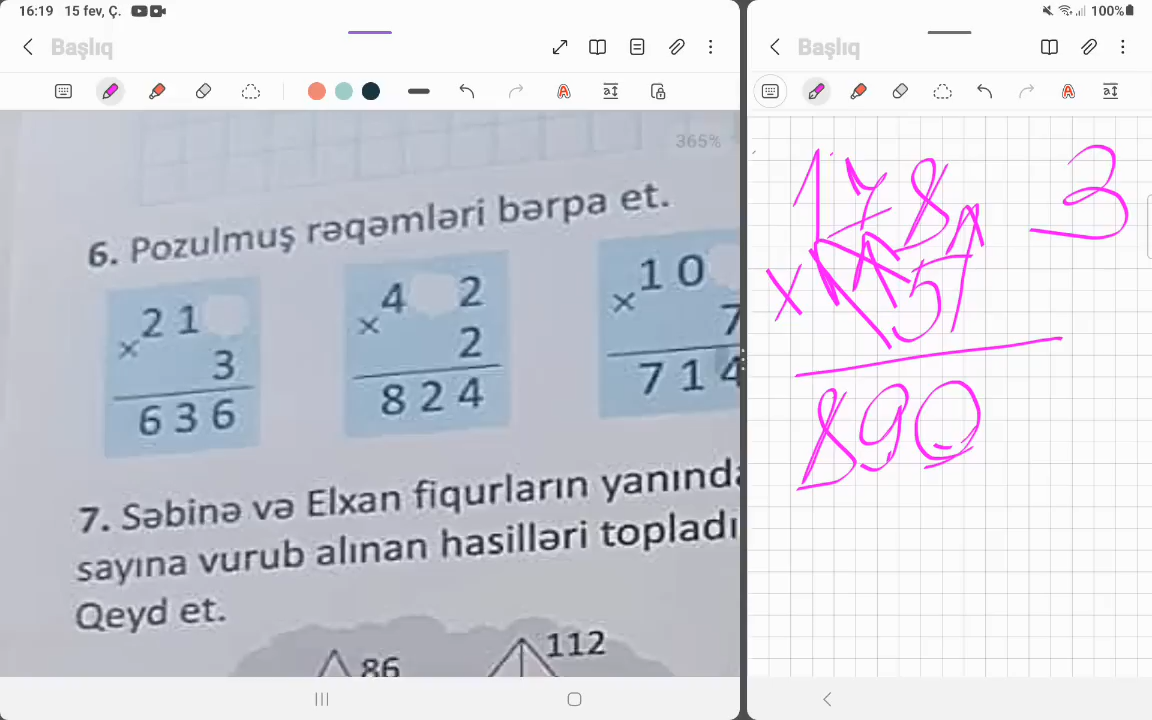 16:19 15 fev, Ç.
100%
Başlıq
Başlıq
365%
6. Pozulmuş rəqəmləri bərpa et.
× 21
3
636
× 4 2
2
824
× 10
7
714
7. Səbinə və Elxan fiqurların yanında
sayına vurub alınan hasilləri topladı
Qeyd et.
86
112
178
×
57
890
3